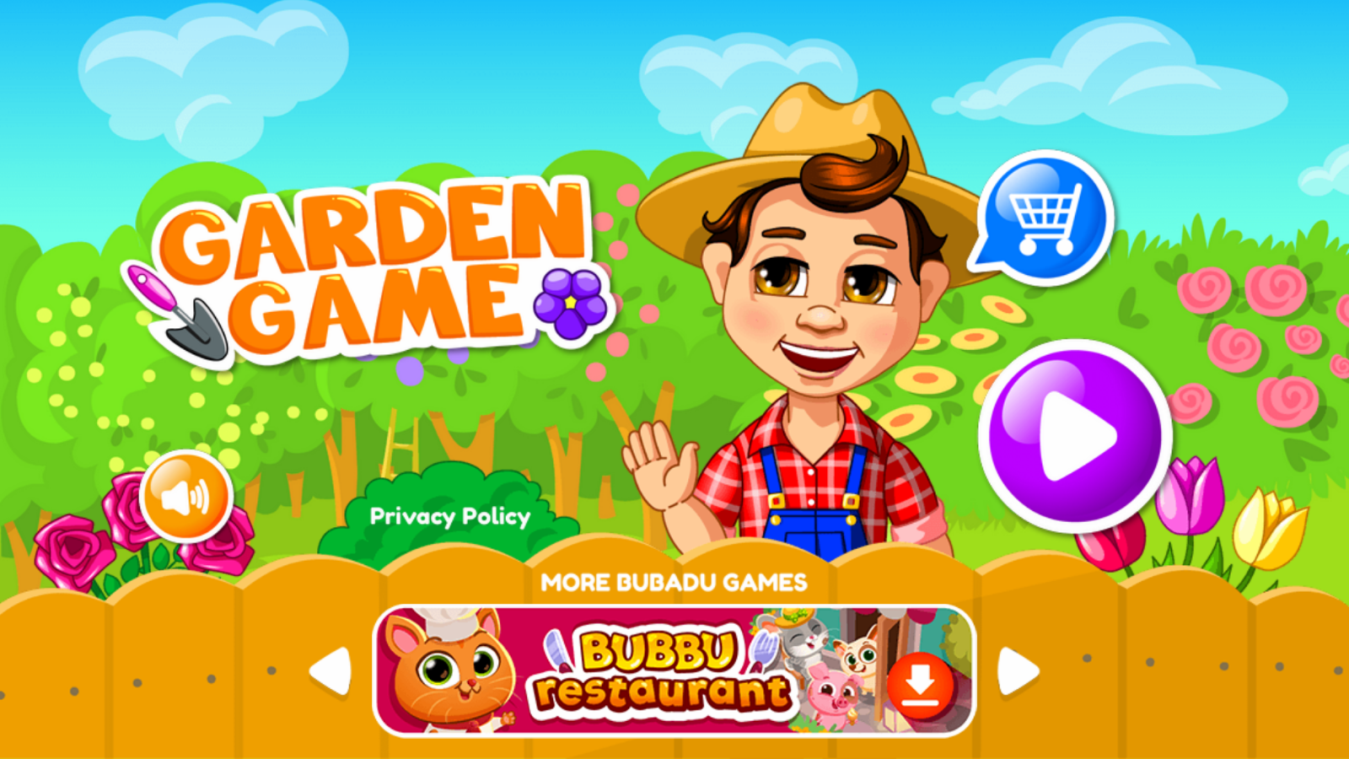 GARDEN
GAME
Privacy Policy
MORE BUBADU GAMES
BUBBU
restaurant